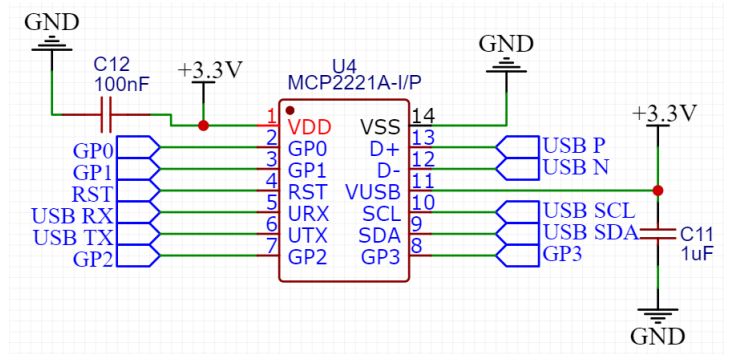 GND
C12
100nF
+3.3V
U4
MCP2221A-I/P
GND
+3.3V
1 VDD VSS 14
GP0 2 GP0 D+ 13 USB P
GP1 3 GP1 D- 12 USB N
RST 4 RST VUSB 11
USB RX 5 URX SCL 10 USB SCL
USB TX 6 UTX SDA 9 USB SDA
GP2 7 GP2 GP3 8 GP3
C11
1uF
GND